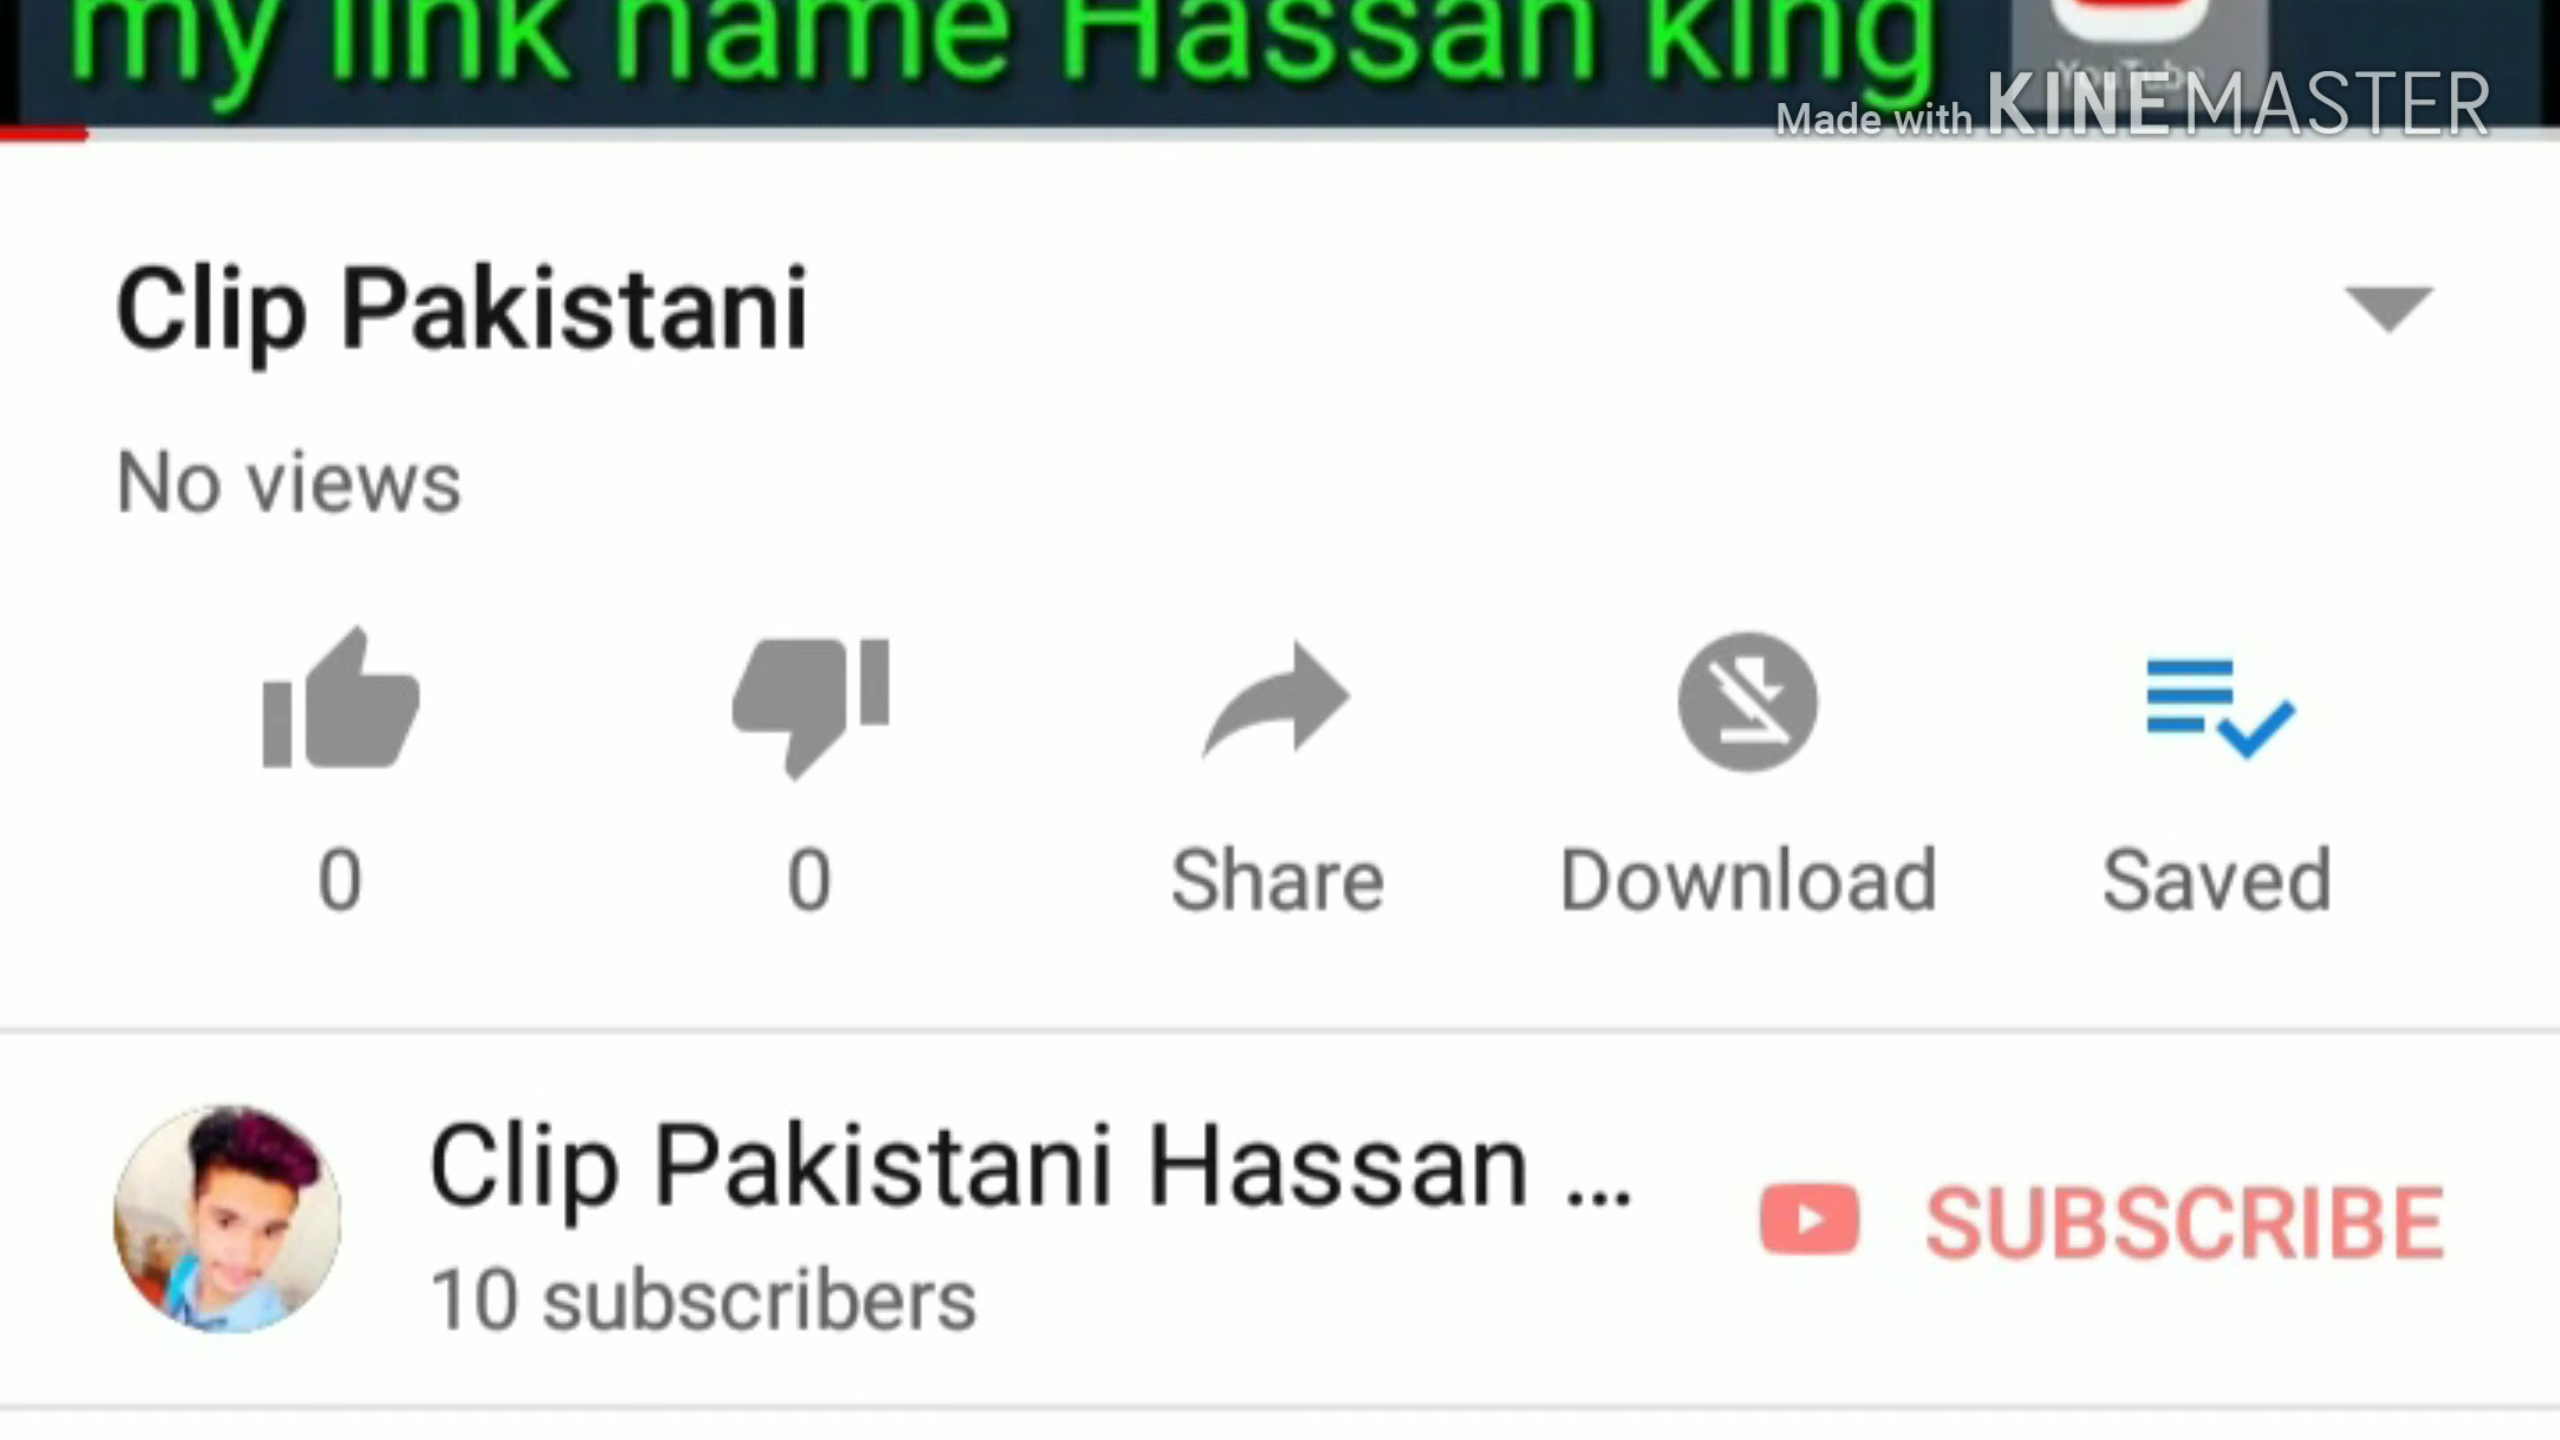 my link name Hassan king
YouTube
Made with KINEMASTER
Clip Pakistani
No views
0
0
Share
Download
Saved
Clip Pakistani Hassan ...
10 subscribers
SUBSCRIBE